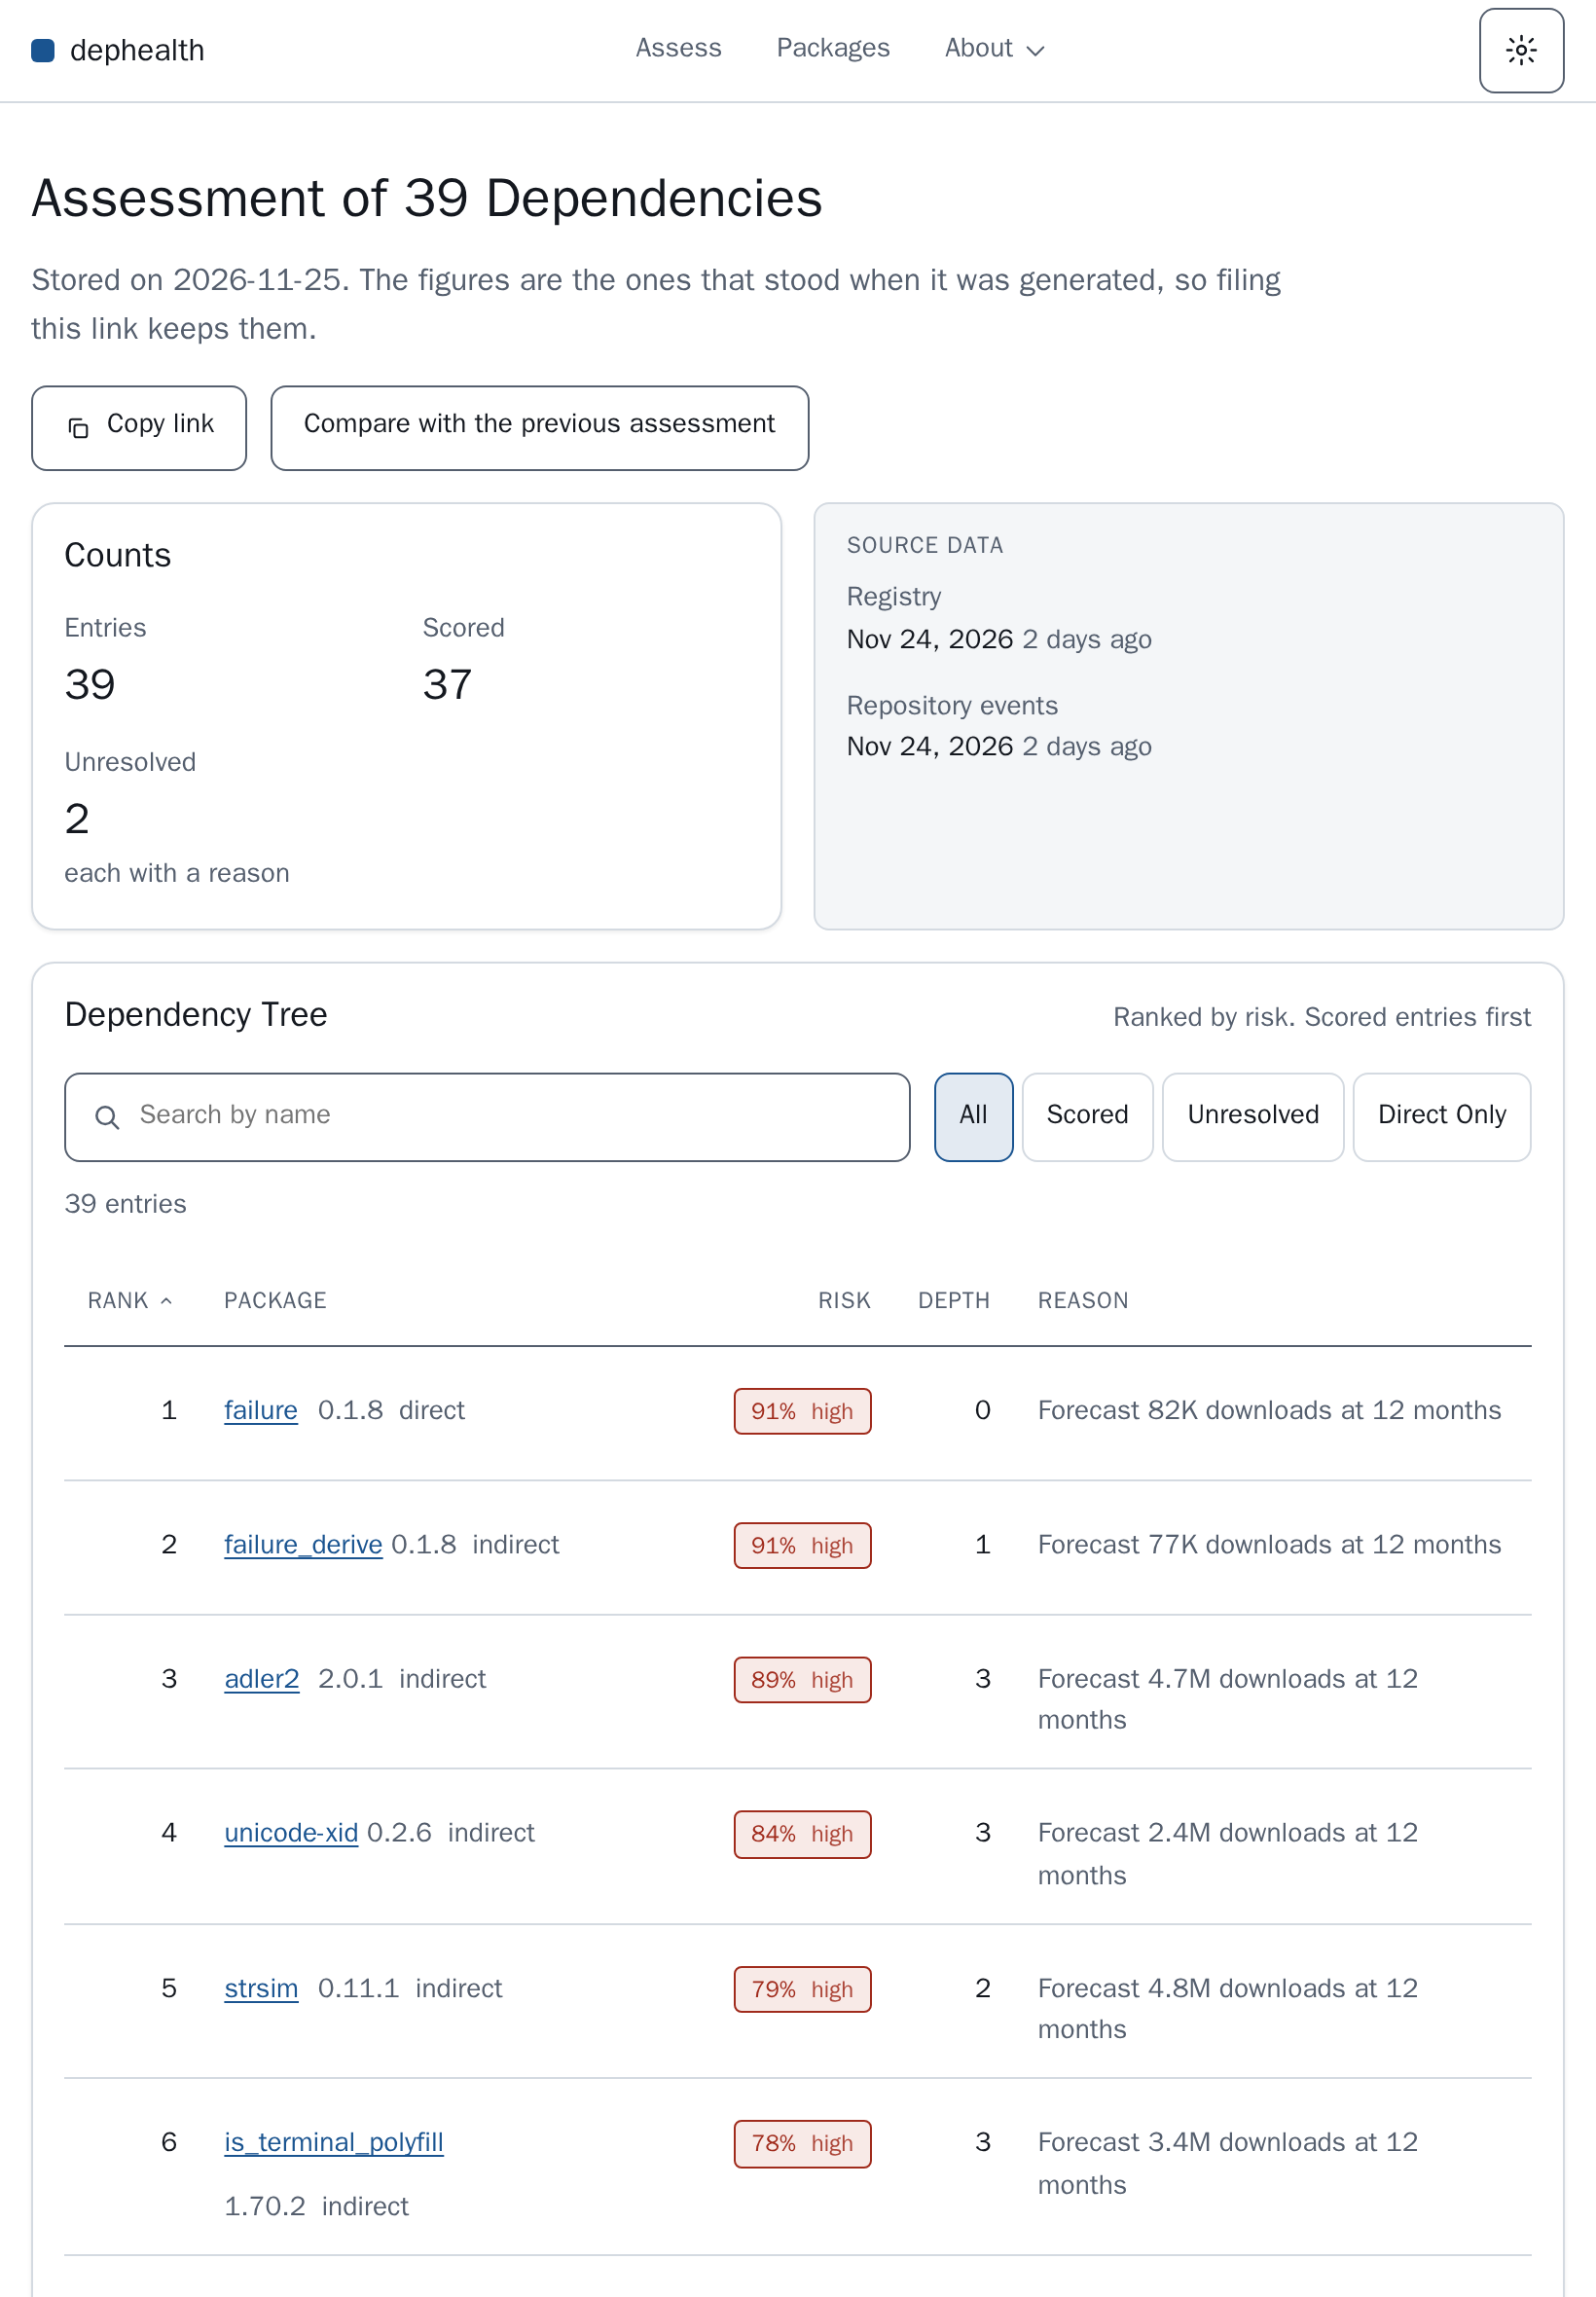 dephealth
Assess
Packages
About
Assessment of 39 Dependencies
Stored on 2026-11-25. The figures are the ones that stood when it was generated, so filing
this link keeps them.
Copy link
Compare with the previous assessment
Counts
Entries
39
Scored
37
Unresolved
2
each with a reason
SOURCE DATA
Registry
Nov 24, 2026 2 days ago
Repository events
Nov 24, 2026 2 days ago
Dependency Tree
Ranked by risk. Scored entries first
Search by name
All
Scored
Unresolved
Direct Only
39 entries
RANK PACKAGE RISK DEPTH REASON
1 failure 0.1.8 direct 91% high 0 Forecast 82K downloads at 12 months
2 failure_derive 0.1.8 indirect 91% high 1 Forecast 77K downloads at 12 months
3 adler2 2.0.1 indirect 89% high 3 Forecast 4.7M downloads at 12
months
4 unicode-xid 0.2.6 indirect 84% high 3 Forecast 2.4M downloads at 12
months
5 strsim 0.11.1 indirect 79% high 2 Forecast 4.8M downloads at 12
months
6 is_terminal_polyfill 78% high 3 Forecast 3.4M downloads at 12
months
1.70.2 indirect